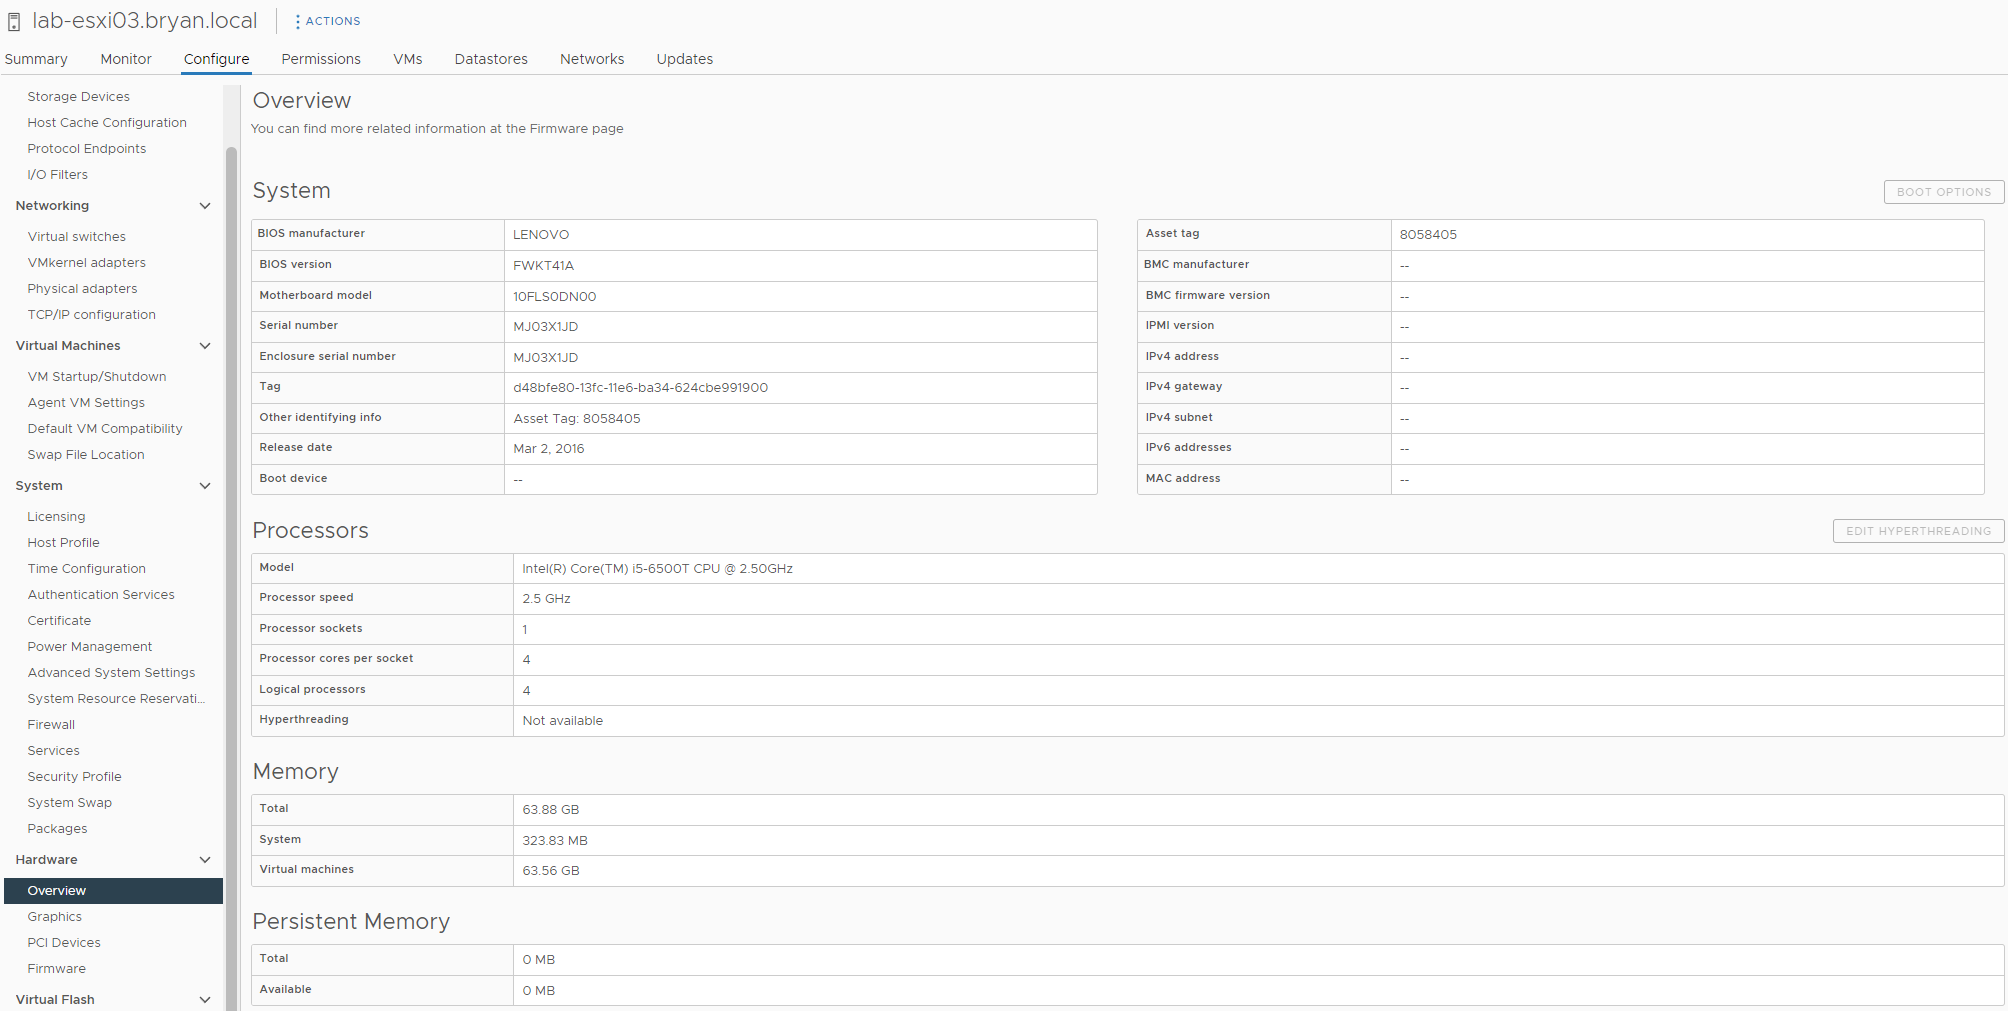 lab-esxi03.bryan.local
ACTIONS
Summary Monitor Configure Permissions VMs Datastores Networks Updates
Storage Devices
Host Cache Configuration
Protocol Endpoints
I/O Filters
Networking
Virtual switches
VMkernel adapters
Physical adapters
TCP/IP configuration
Virtual Machines
VM Startup/Shutdown
Agent VM Settings
Default VM Compatibility
Swap File Location
System
Licensing
Host Profile
Time Configuration
Authentication Services
Certificate
Power Management
Advanced System Settings
System Resource Reservati...
Firewall
Services
Security Profile
System Swap
Packages
Hardware
Overview
Graphics
PCI Devices
Firmware
Virtual Flash
Overview
You can find more related information at the Firmware page
System
BOOT OPTIONS
BIOS manufacturer LENOVO
BIOS version FWKT41A
Motherboard model 10FLS0DN00
Serial number MJ03X1JD
Enclosure serial number MJ03X1JD
Tag d48bfe80-13fc-11e6-ba34-624cbe991900
Other identifying info Asset Tag: 8058405
Release date Mar 2, 2016
Boot device --
Asset tag 8058405
BMC manufacturer --
BMC firmware version --
IPMI version --
IPv4 address --
IPv4 gateway --
IPv4 subnet --
IPv6 addresses --
MAC address --
Processors
EDIT HYPERTHREADING
Model Intel(R) Core(TM) i5-6500T CPU @ 2.50GHz
Processor speed 2.5 GHz
Processor sockets 1
Processor cores per socket 4
Logical processors 4
Hyperthreading Not available
Memory
Total 63.88 GB
System 323.83 MB
Virtual machines 63.56 GB
Persistent Memory
Total 0 MB
Available 0 MB